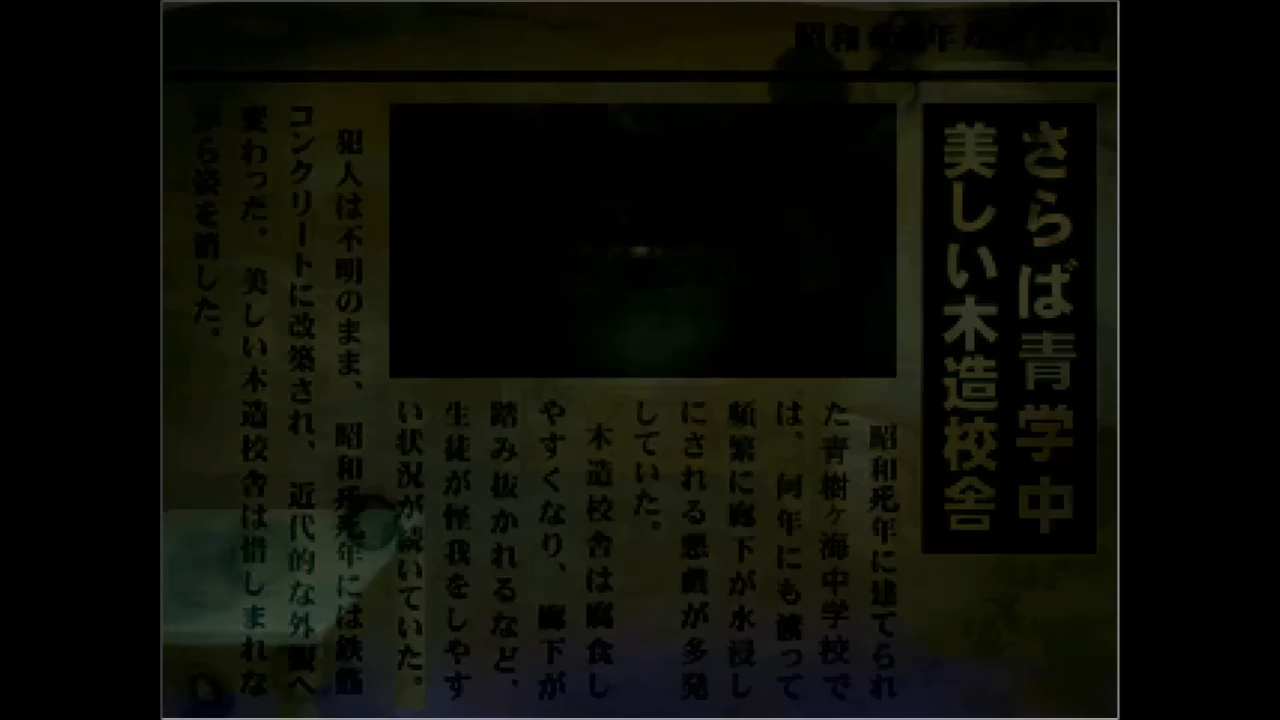 さらば青学中
美しい木造校舎
昭和死年に建てられ
た青樹ヶ海中学校で
は、何年にも渡って
頻繁に廊下が水浸し
にされる悪戯が多発
していた。
木造校舎は腐食し
やすくなり、廊下が
踏み抜かれるなど、
生徒が怪我をしやす
い状況が続いていた。
犯人は不明のまま、昭和死死年には鉄筋
コンクリートに改築され、近代的な外観へ
変わった。美しい木造校舎は惜しまれな
がら姿を消した。